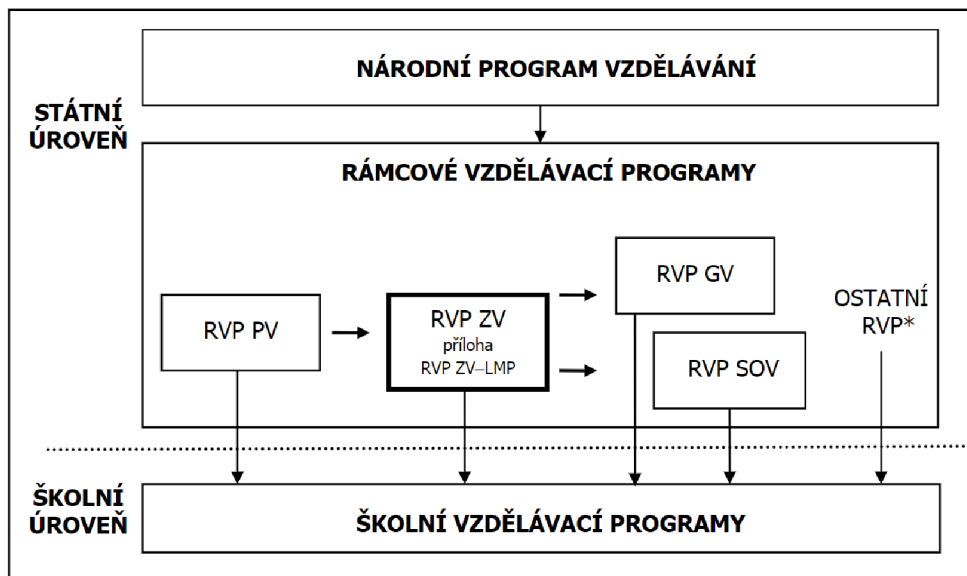 NÁRODNÍ PROGRAM VZDĚLÁVÁNÍ
STÁTNÍ
ÚROVEŇ
RÁMCOVÉ VZDĚLÁVACÍ PROGRAMY
RVP PV
RVP ZV
příloha
RVP ZV–LMP
RVP GV
RVP SOV
OSTATNÍ
RVP*
ŠKOLNÍ
ÚROVEŇ
ŠKOLNÍ VZDĚLÁVACÍ PROGRAMY